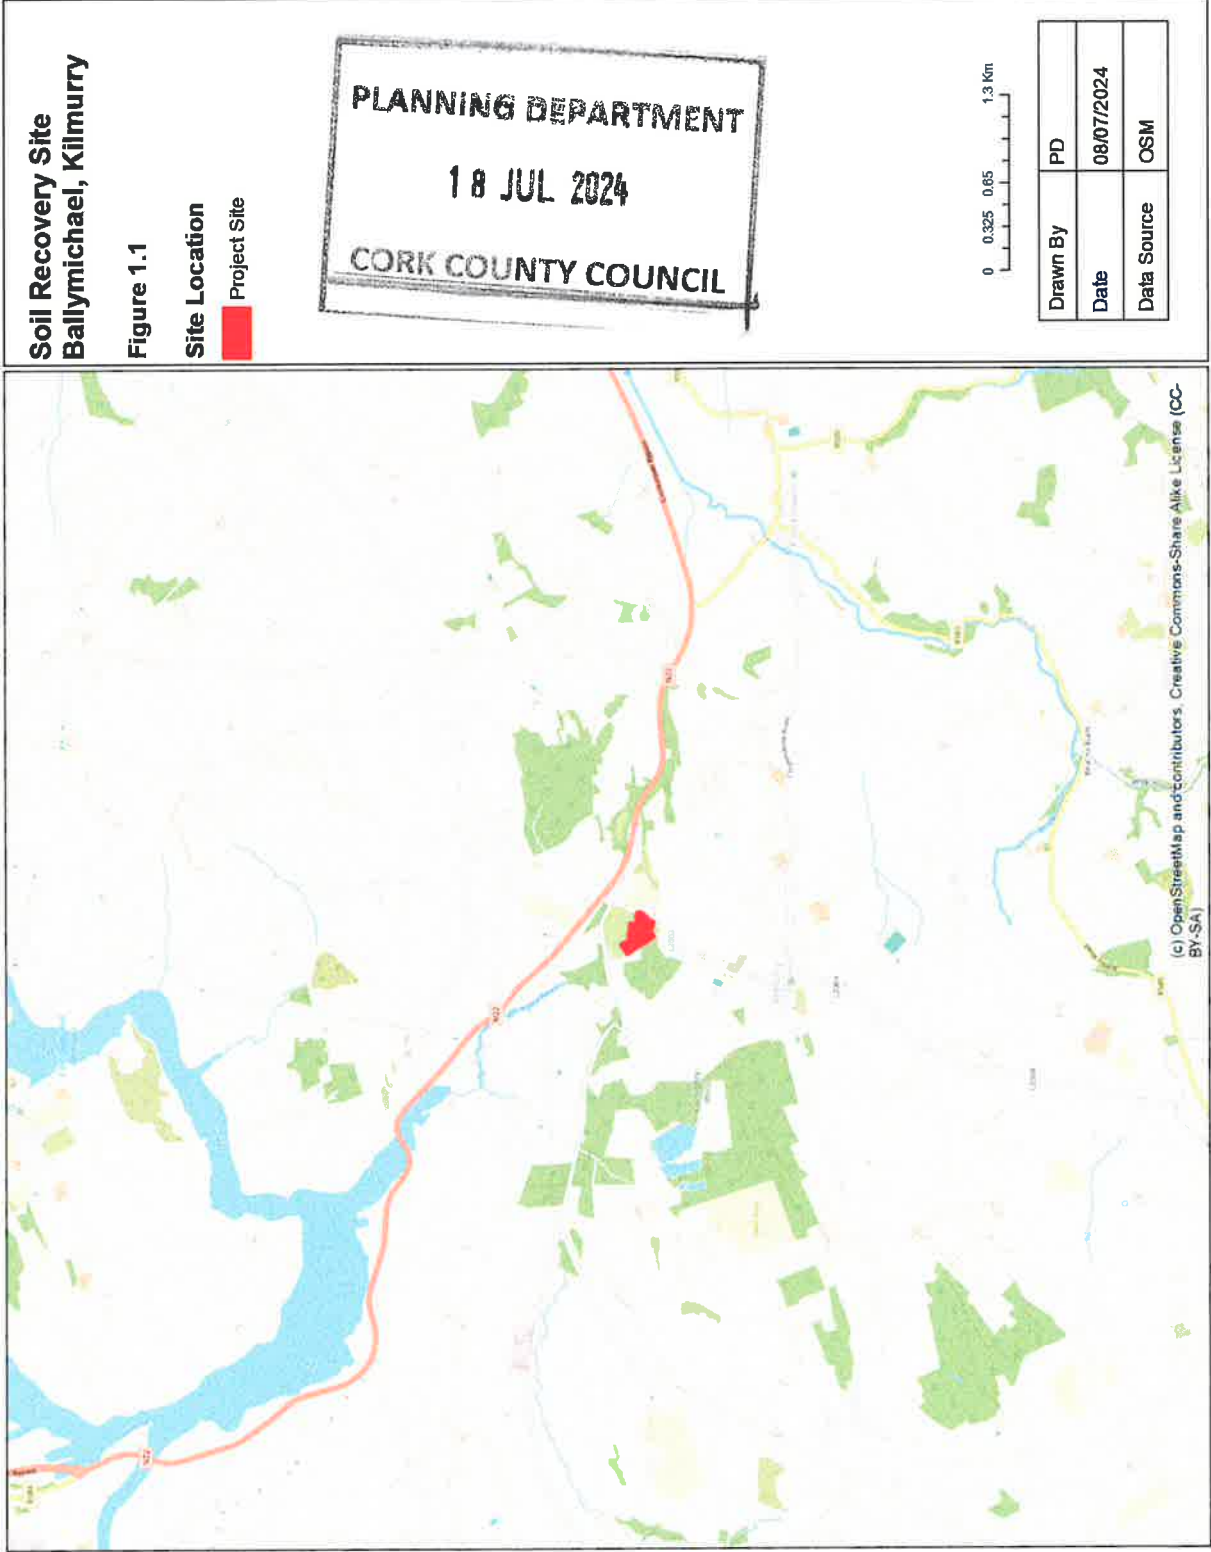 Soil Recovery Site
Ballymichael, Kilmurry
Figure 1.1
Site Location
Project Site
PLANNING DEPARTMENT
18 JUL 2024
CORK COUNTY COUNCIL
0 0.325 0.65 1.3 Km
Drawn By PD
Date 08/07/2024
Data Source OSM
N22
N22
N22
R585
(c) OpenStreetMap and contributors, Creative Commons-Share Alike License (CC-
BY-SA)